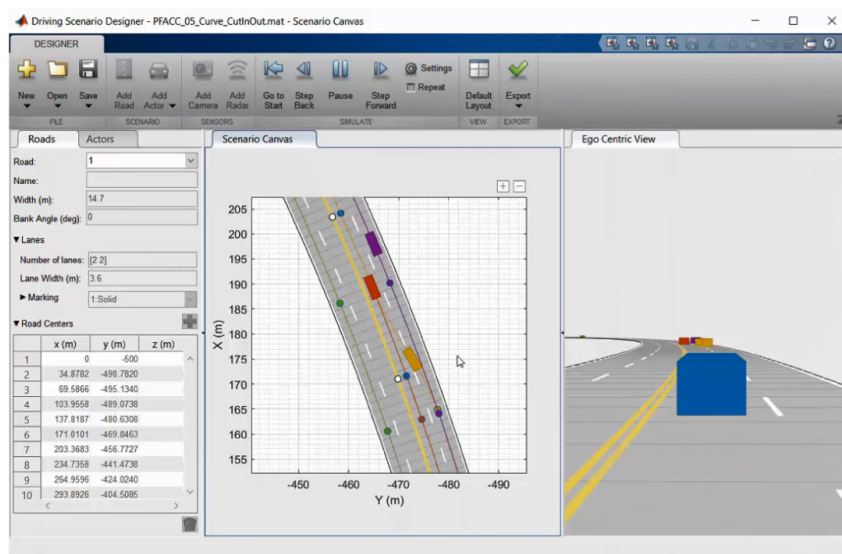 Driving Scenario Designer - PFACC_05_Curve_CutInOut.mat - Scenario Canvas
DESIGNER
New Open Save Add Road Add Actor Add Camera Add Radar Go to Start Step Back Pause Step Forward Settings Repeat Default Layout Export
FILE SCENARIO SENSORS SIMULATE VIEW EXPORT
Roads Actors
Road: 1
Name:
Width (m): 14.7
Bank Angle (deg): 0
Lanes
Number of lanes: [2 2]
Lane Width (m): 3.6
Marking 1:Solid
Road Centers
x (m) y (m) z (m)
1 0 -500
2 34.8782 -498.7820
3 69.5866 -495.1340
4 103.9558 -489.0738
5 137.8187 -480.6308
6 171.0101 -469.8463
7 203.3683 -456.7727
8 234.7358 -441.4738
9 264.9596 -424.0240
10 293.8926 -404.5085
Scenario Canvas
205
200
195
190
185
180
175
170
165
160
155
X (m)
-450 -460 -470 -480 -490
Y (m)
Ego Centric View